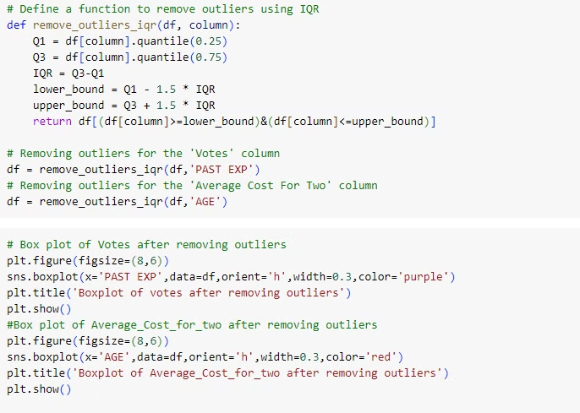 # Define a function to remove outliers using IQR
def remove_outliers_iqr(df, column):
    Q1 = df[column].quantile(0.25)
    Q3 = df[column].quantile(0.75)
    IQR = Q3-Q1
    lower_bound = Q1 - 1.5 * IQR
    upper_bound = Q3 + 1.5 * IQR
    return df[(df[column]>=lower_bound)&(df[column]<=upper_bound)]
# Removing outliers for the 'Votes' column
df = remove_outliers_iqr(df,'PAST EXP')
# Removing outliers for the 'Average Cost For Two' column
df = remove_outliers_iqr(df,'AGE')
# Box plot of Votes after removing outliers
plt.figure(figsize=(8,6))
sns.boxplot(x='PAST EXP',data=df,orient='h',width=0.3,color='purple')
plt.title('Boxplot of votes after removing outliers')
plt.show()
#Box plot of Average_Cost_for_two after removing outliers
plt.figure(figsize=(8,6))
sns.boxplot(x='AGE',data=df,orient='h',width=0.3,color='red')
plt.title('Boxplot of Average_Cost_for_two after removing outliers')
plt.show()